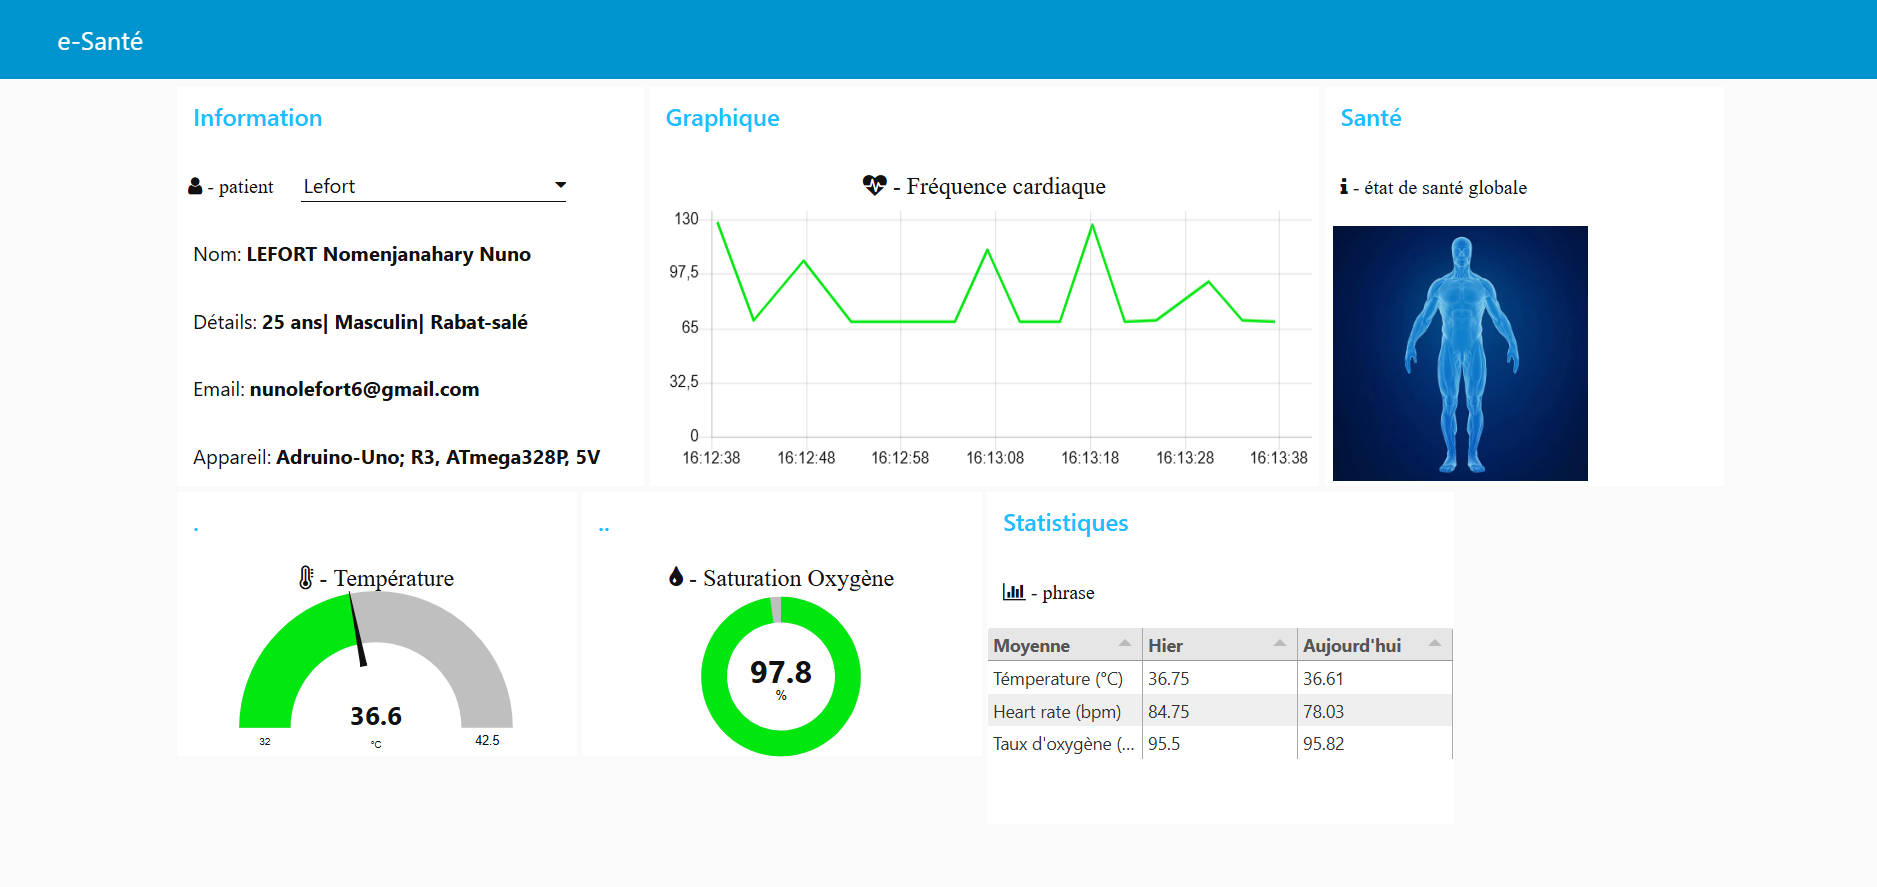 e-Santé
Information
- patient
Lefort
Nom: LEFORT Nomenjanahary Nuno
Détails: 25 ans| Masculin| Rabat-salé
Email: nunolefort6@gmail.com
Appareil: Adruino-Uno; R3, ATmega328P, 5V
Graphique
- Fréquence cardiaque
130
97,5
65
32,5
0
16:12:38 16:12:48 16:12:58 16:13:08 16:13:18 16:13:28 16:13:38
Santé
- état de santé globale
.
- Température
36.6
32 °C 42.5
..
- Saturation Oxygène
97.8
%
Statistiques
- phrase
Moyenne Hier Aujourd'hui
Témperature (°C) 36.75 36.61
Heart rate (bpm) 84.75 78.03
Taux d'oxygène (... 95.5 95.82